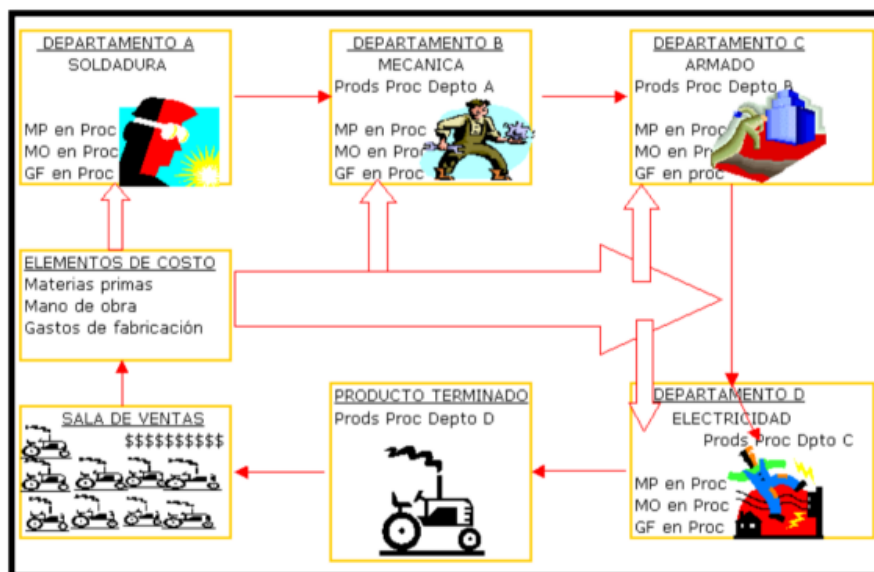 DEPARTAMENTO A
SOLDADURA
MP en Proc
MO en Proc
GF en Proc
DEPARTAMENTO B
MECANICA
Prods Proc Depto A
MP en Proc
MO en Proc
GF en Proc
DEPARTAMENTO C
ARMADO
Prods Proc Depto B
MP en Proc
MO en Proc
GF en proc
ELEMENTOS DE COSTO
Materias primas
Mano de obra
Gastos de fabricación
SALA DE VENTAS
$$$$$$$$$$
PRODUCTO TERMINADO
Prods Proc Depto D
DEPARTAMENTO D
ELECTRICIDAD
Prods Proc Dpto C
MP en Proc
MO en Proc
GF en Proc